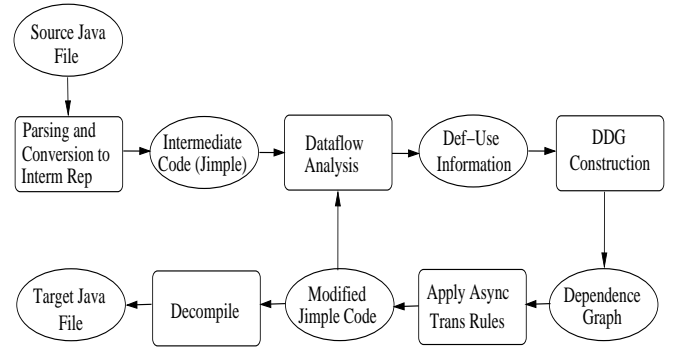 Source Java
File
Parsing and
Conversion to
Interm Rep
Intermediate
Code (Jimple)
Dataflow
Analysis
Def-Use
Information
DDG
Construction
Target Java
File
Decompile
Modified
Jimple Code
Apply Async
Trans Rules
Dependence
Graph